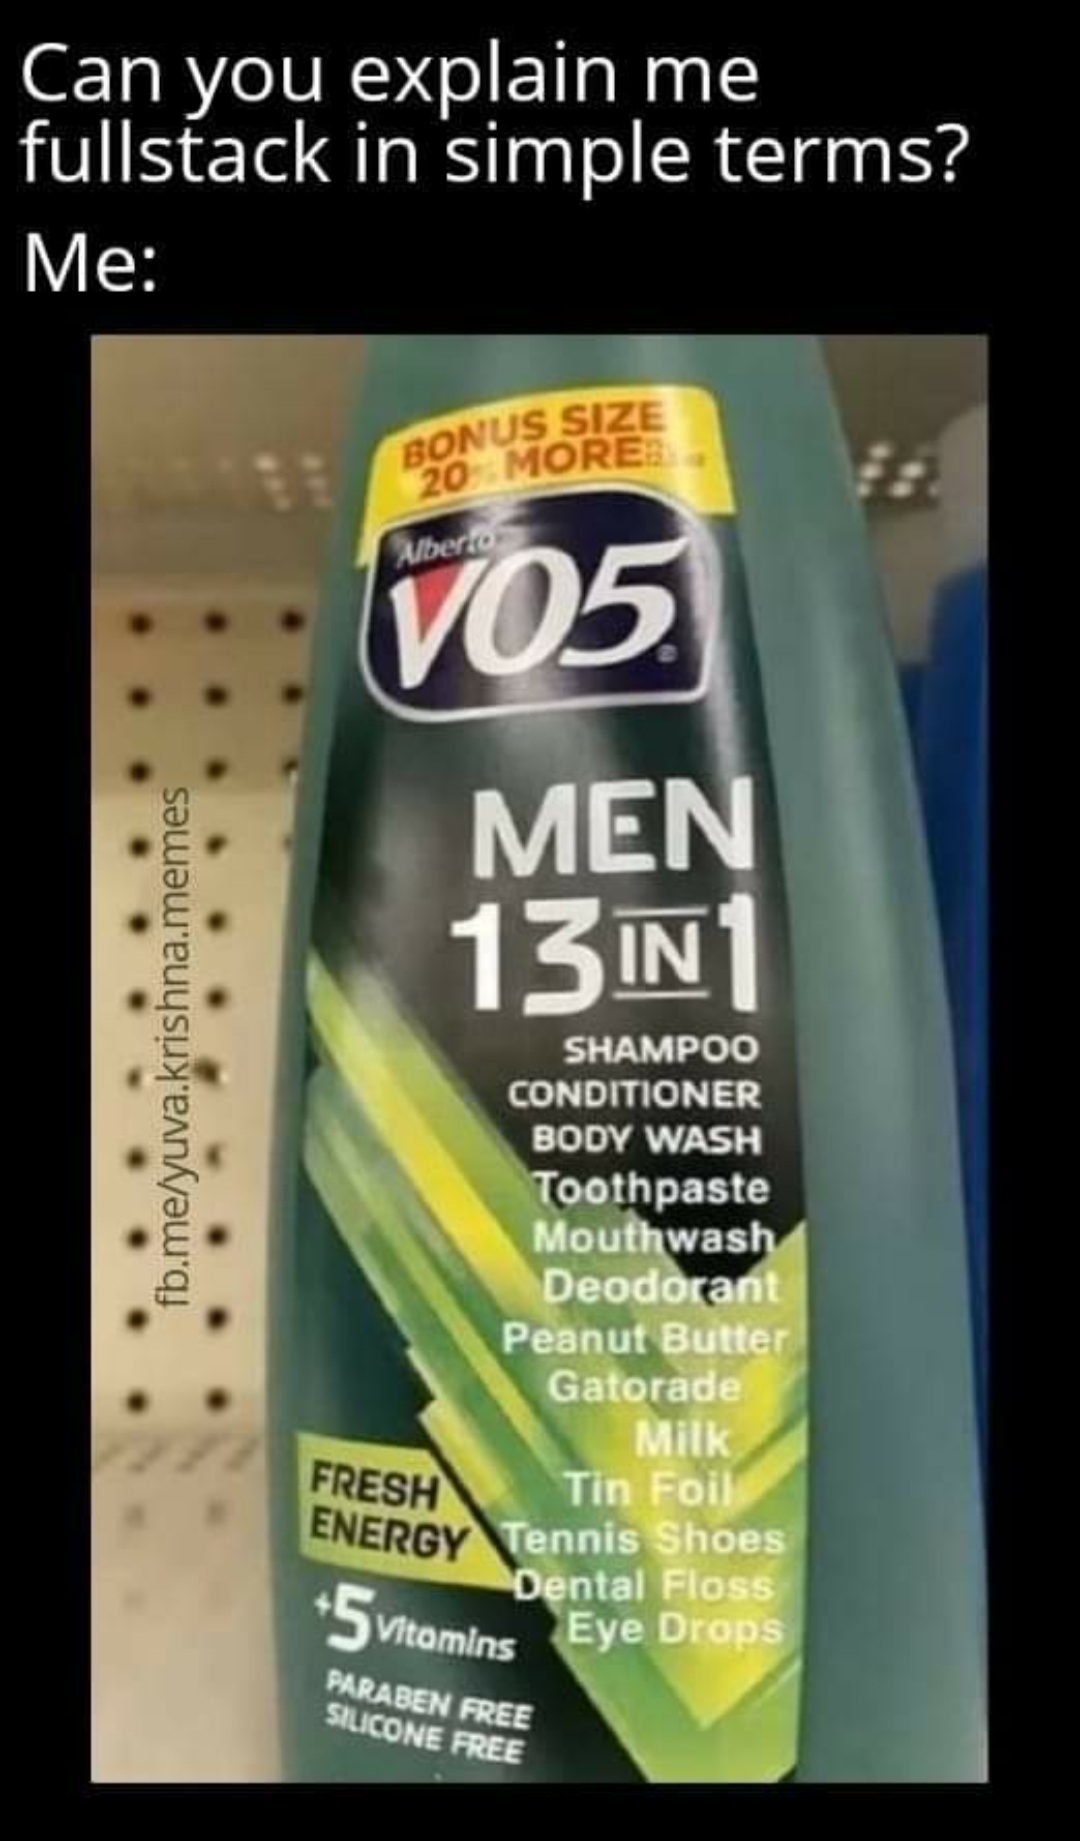 Can you explain me
fullstack in simple terms?
Me:
BONUS SIZE
20% MORE
Alberto
VO5®
MEN
13 IN 1
SHAMPOO
CONDITIONER
BODY WASH
Toothpaste
Mouthwash
Deodorant
Peanut Butter
Gatorade
Milk
Tin Foil
Tennis Shoes
Dental Floss
Eye Drops
FRESH
ENERGY
+5 Vitamins
PARABEN FREE
SILICONE FREE
fb.me/yuva.krishna.memes